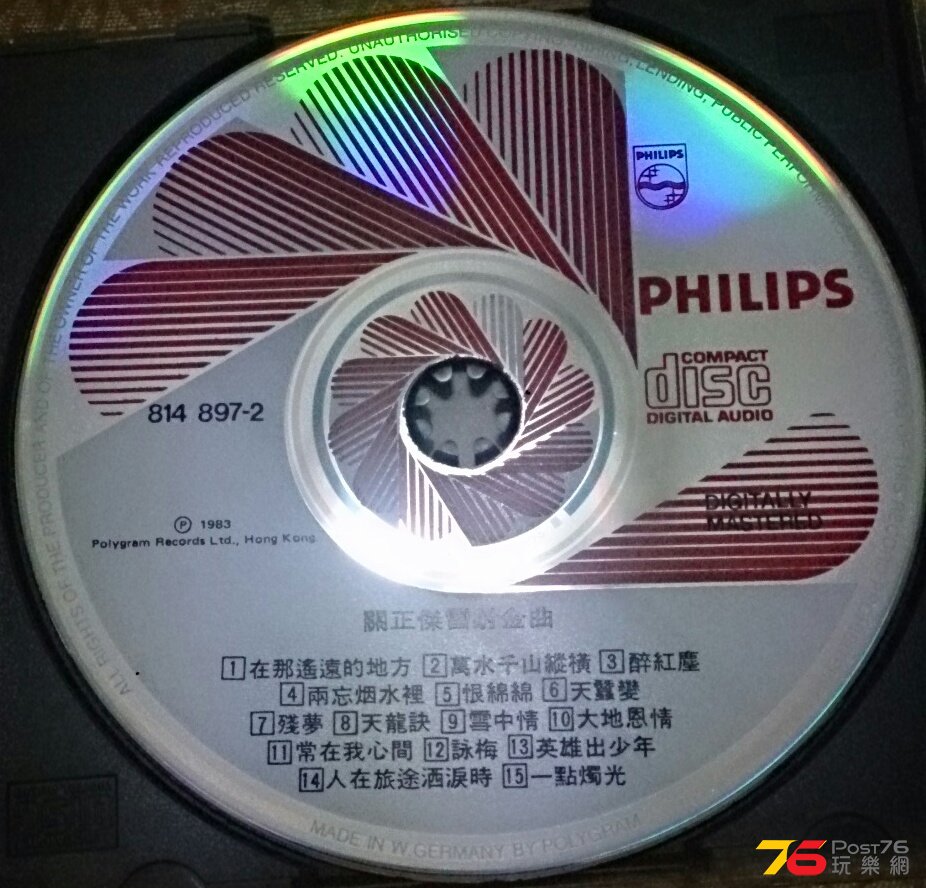 ALL RIGHTS OF THE PRODUCER AND OF THE OWNER OF THE WORK REPRODUCED RESERVED. UNAUTHORISED COPYING, HIRING, LENDING, PUBLIC PERFORMANCE
PHILIPS
PHILIPS
COMPACT
disc
DIGITAL AUDIO
814 897-2
DIGITALLY
MASTERED
Ⓟ 1983
Polygram Records Ltd., Hong Kong
關正傑雷射金曲
1 在那遙遠的地方 2 萬水千山縱橫 3 醉紅塵
4 兩忘烟水裡 5 恨綿綿 6 天蠶變
7 殘夢 8 天龍訣 9 雲中情 10 大地恩情
11 常在我心間 12 詠梅 13 英雄出少年
14 人在旅途洒淚時 15 一點燭光
MADE IN W. GERMANY BY POLYGRAM
76 Post76
玩樂網